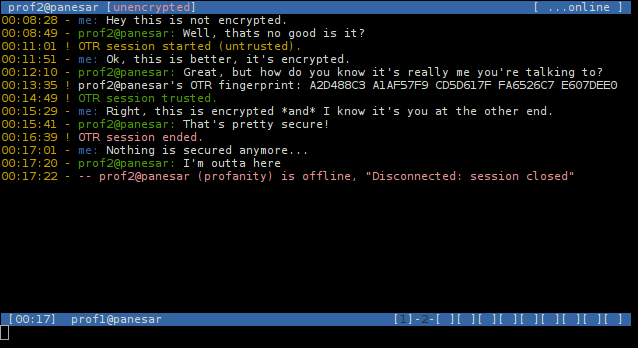 prof2@panesar [unencrypted] [ ...online ]
00:08:28 - me: Hey this is not encrypted.
00:08:49 - prof2@panesar: Well, thats no good is it?
00:11:01 ! OTR session started (untrusted).
00:11:51 - me: Ok, this is better, it's encrypted.
00:12:10 - prof2@panesar: Great, but how do you know it's really me you're talking to?
00:13:35 ! prof2@panesar's OTR fingerprint: A2D488C3 A1AF57F9 CD5D617F FA6526C7 E607DEE0
00:14:49 ! OTR session trusted.
00:15:29 - me: Right, this is encrypted *and* I know it's you at the other end.
00:15:41 - prof2@panesar: That's pretty secure!
00:16:39 ! OTR session ended.
00:17:01 - me: Nothing is secured anymore...
00:17:20 - prof2@panesar: I'm outta here
00:17:22 - -- prof2@panesar (profanity) is offline, "Disconnected: session closed"
[00:17] prof1@panesar [1]-2-[ ][ ][ ][ ][ ][ ][ ][ ][ ]